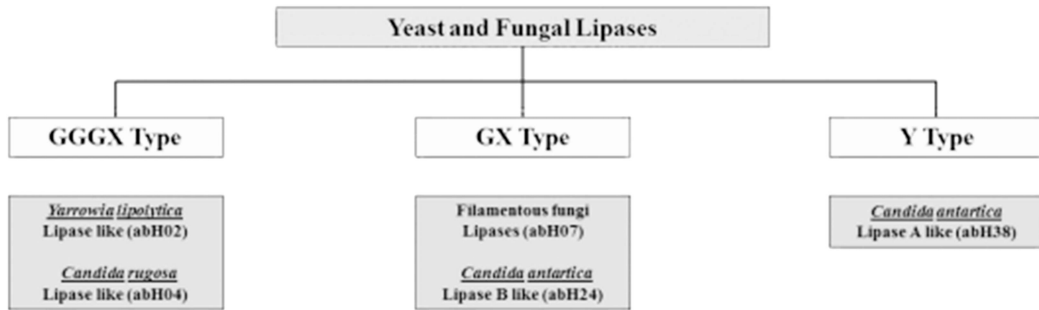 Yeast and Fungal Lipases
GGGX Type
GX Type
Y Type
Yarrowia lipolytica
Lipase like (abH02)
Candida rugosa
Lipase like (abH04)
Filamentous fungi
Lipases (abH07)
Candida antartica
Lipase B like (abH24)
Candida antartica
Lipase A like (abH38)